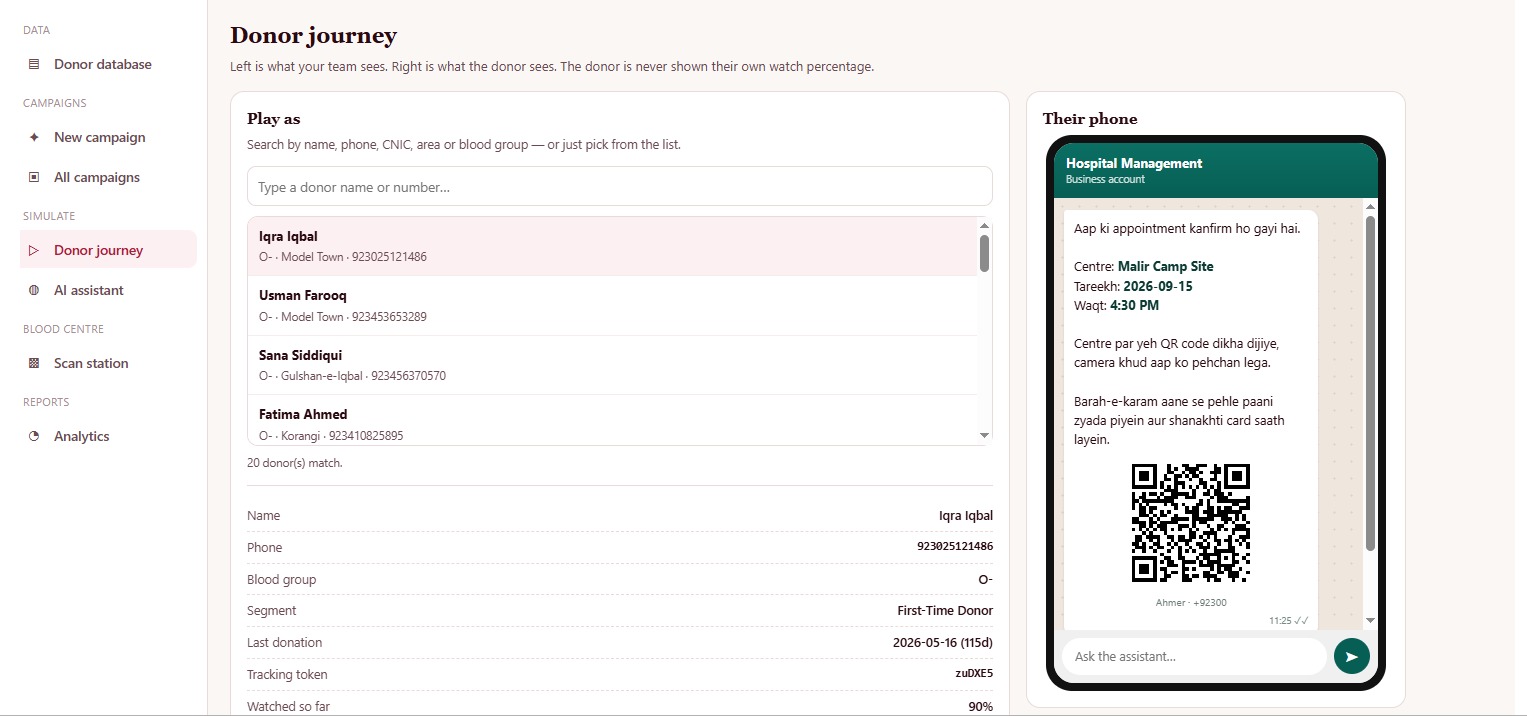 DATA
Donor database
CAMPAIGNS
New campaign
All campaigns
SIMULATE
Donor journey
AI assistant
BLOOD CENTRE
Scan station
REPORTS
Analytics
Donor journey
Left is what your team sees. Right is what the donor sees. The donor is never shown their own watch percentage.
Play as
Search by name, phone, CNIC, area or blood group — or just pick from the list.
Type a donor name or number...
Iqra Iqbal
O- · Model Town · 923025121486
Usman Farooq
O- · Model Town · 923453653289
Sana Siddiqui
O- · Gulshan-e-Iqbal · 923456370570
Fatima Ahmed
O- · Korangi · 923410825895
20 donor(s) match.
Name Iqra Iqbal
Phone 923025121486
Blood group O-
Segment First-Time Donor
Last donation 2026-05-16 (115d)
Tracking token zuDXE5
Watched so far 90%
Their phone
Hospital Management
Business account
Aap ki appointment kanfirm ho gayi hai.
Centre: Malir Camp Site
Tareekh: 2026-09-15
Waqt: 4:30 PM
Centre par yeh QR code dikha dijiye,
camera khud aap ko pehchan lega.
Barah-e-karam aane se pehle paani
zyada piyein aur shanakhti card saath
layein.
Ahmer · +92300
11:25 ✓✓
Ask the assistant...